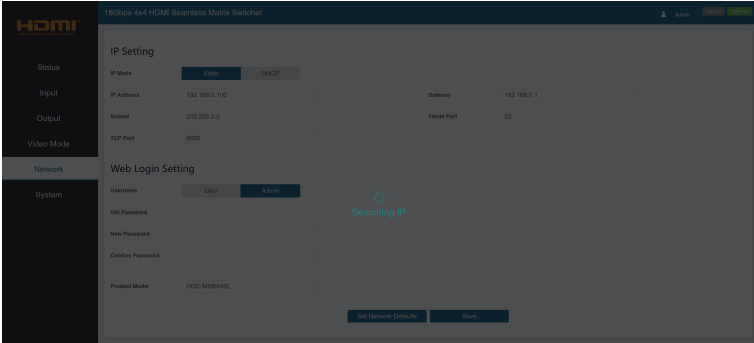 HDMI
18Gbps 4x4 HDMI Seamless Matrix Switcher
Admin
Status
Input
Output
Video Mode
Network
System
IP Setting
IP Mode Static DHCP
IP Address 192.168.0.100 Gateway 192.168.0.1
Subnet 255.255.0.0 Telnet Port 23
TCP Port 8000
Web Login Setting
Username User Admin
Old Password
Searching IP
New Password
Confirm Password
Product Model
Set Network Defaults Save